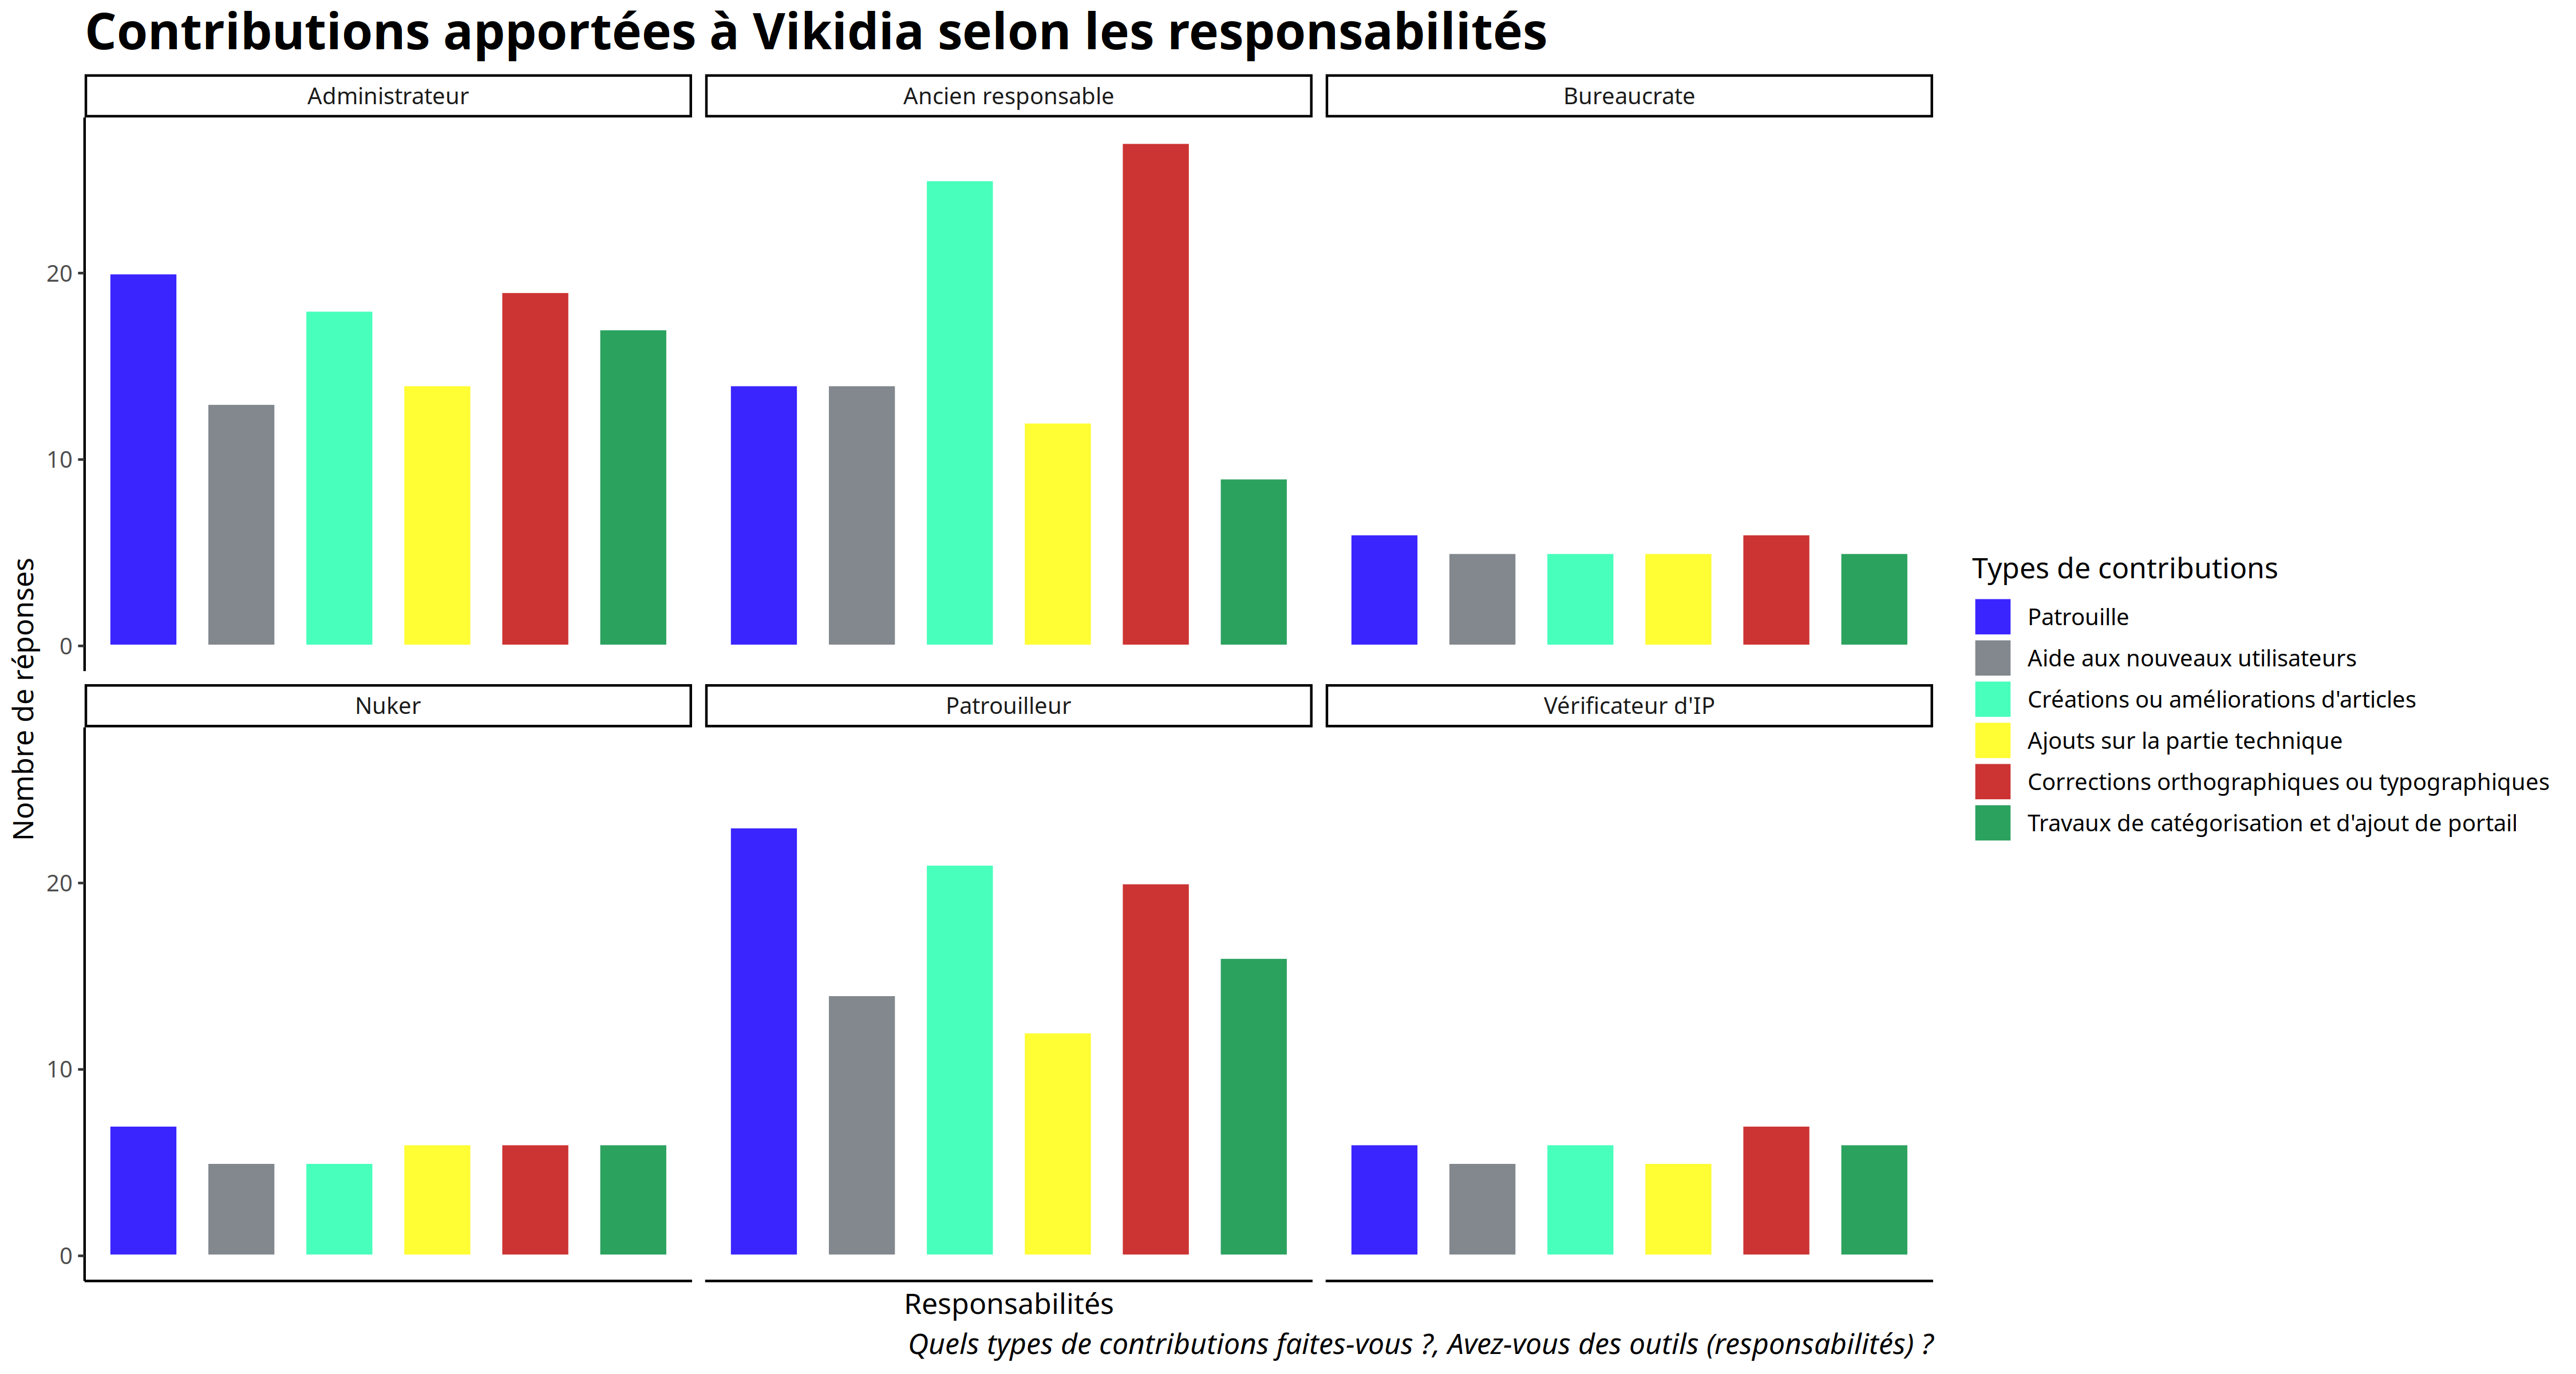 Contributions apportées à Vikidia selon les responsabilités
Administrateur
Ancien responsable
Bureaucrate
20
10
0
Nuker
Patrouilleur
Vérificateur d'IP
20
10
0
Nombre de réponses
Responsabilités
Quels types de contributions faites-vous ?, Avez-vous des outils (responsabilités) ?
Types de contributions
Patrouille
Aide aux nouveaux utilisateurs
Créations ou améliorations d'articles
Ajouts sur la partie technique
Corrections orthographiques ou typographiques
Travaux de catégorisation et d'ajout de portail